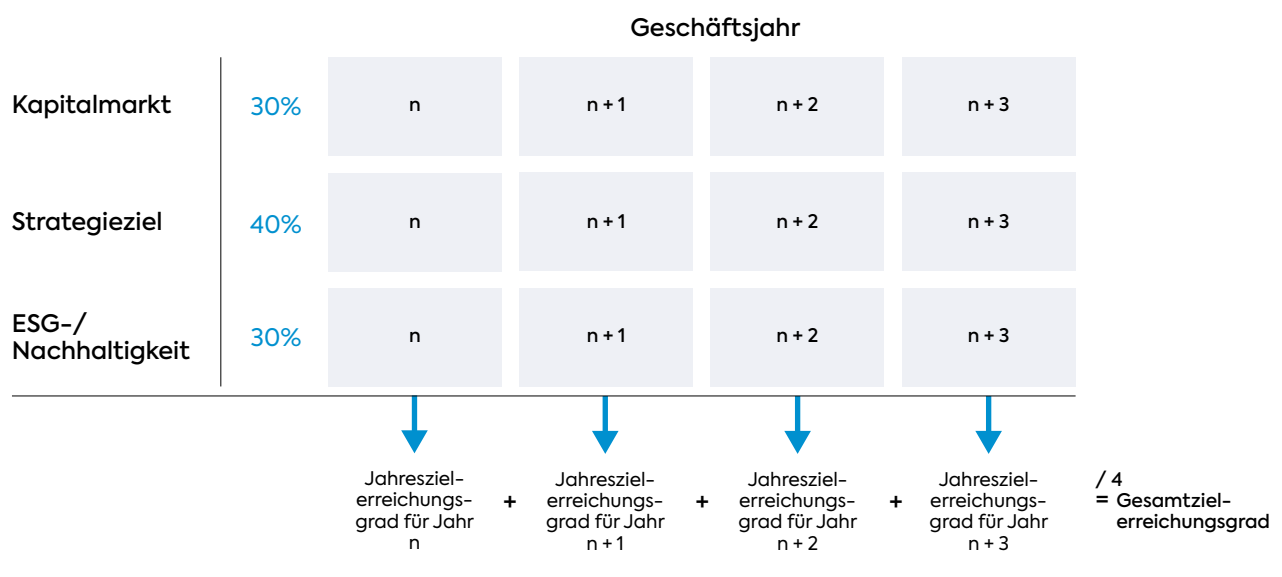 Geschäftsjahr
Kapitalmarkt 30% n n + 1 n + 2 n + 3
Strategieziel 40% n n + 1 n + 2 n + 3
ESG-/
Nachhaltigkeit 30% n n + 1 n + 2 n + 3
Jahresziel-
erreichungs-
grad für Jahr
n
+
Jahresziel-
erreichungs-
grad für Jahr
n + 1
+
Jahresziel-
erreichungs-
grad für Jahr
n + 2
+
Jahresziel-
erreichungs-
grad für Jahr
n + 3
/ 4
= Gesamtziel-
erreichungsgrad